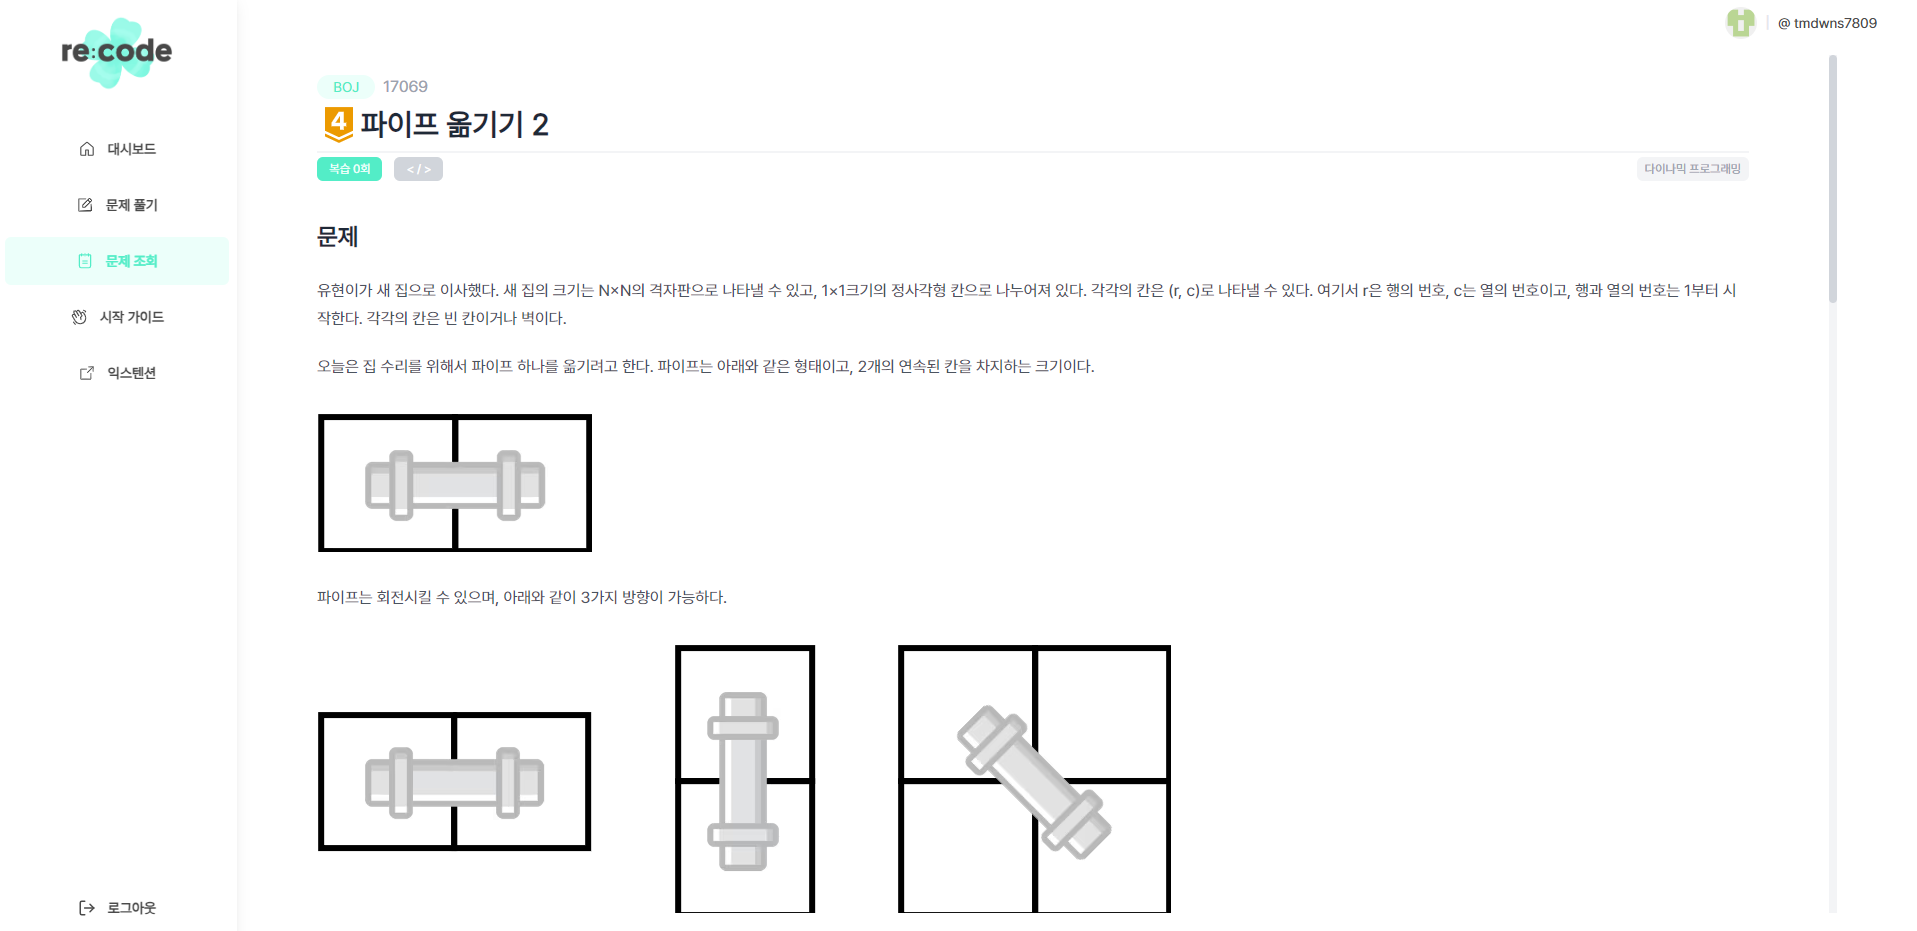 re:code
@ tmdwns7809
대시보드
문제 풀기
문제 조회
시작 가이드
익스텐션
로그아웃
BOJ 17069
4 파이프 옮기기 2
복습 0회 < / > 다이나믹 프로그래밍
문제
유현이가 새 집으로 이사했다. 새 집의 크기는 N×N의 격자판으로 나타낼 수 있고, 1×1크기의 정사각형 칸으로 나누어져 있다. 각각의 칸은 (r, c)로 나타낼 수 있다. 여기서 r은 행의 번호, c는 열의 번호이고, 행과 열의 번호는 1부터 시
작한다. 각각의 칸은 빈 칸이거나 벽이다.
오늘은 집 수리를 위해서 파이프 하나를 옮기려고 한다. 파이프는 아래와 같은 형태이고, 2개의 연속된 칸을 차지하는 크기이다.
파이프는 회전시킬 수 있으며, 아래와 같이 3가지 방향이 가능하다.